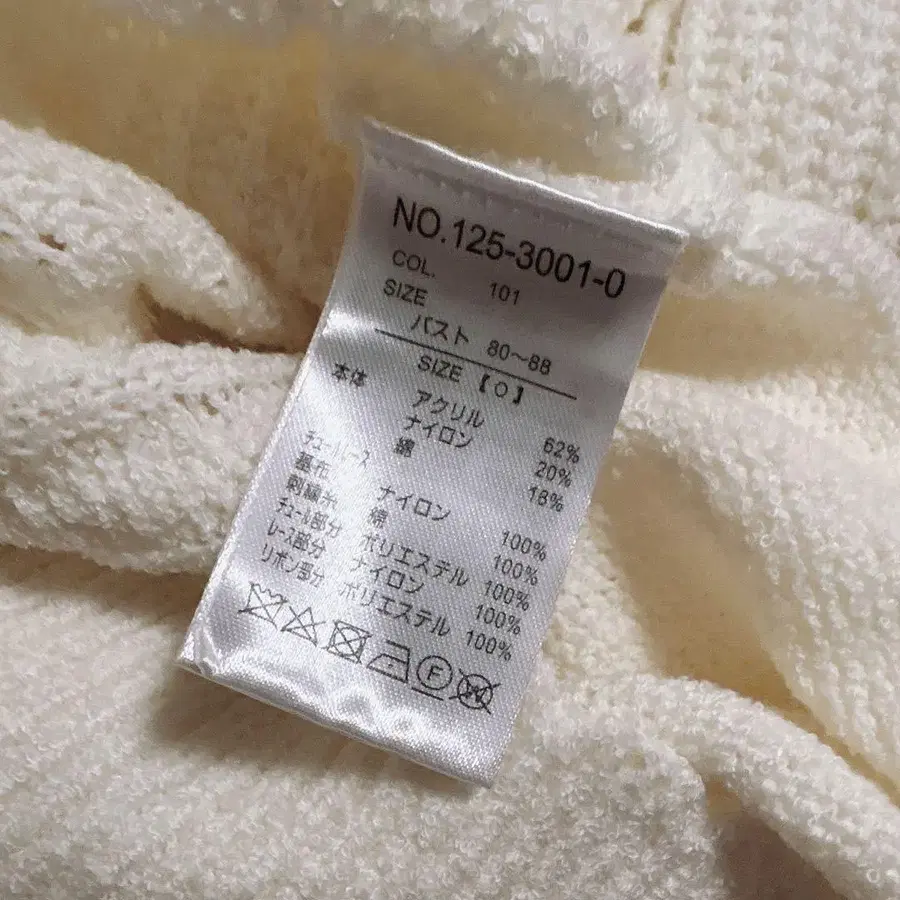 NO.125-3001-0
COL. 101
SIZE
バスト 80～88
SIZE 【0】
本体 アクリル 62%
ナイロン 20%
綿 18%
チュールレース
基布 ナイロン 100%
刺繍糸 綿 100%
チュール部分 ポリエステル 100%
レース部分 ナイロン 100%
リボン部分 ポリエステル 100%
F W